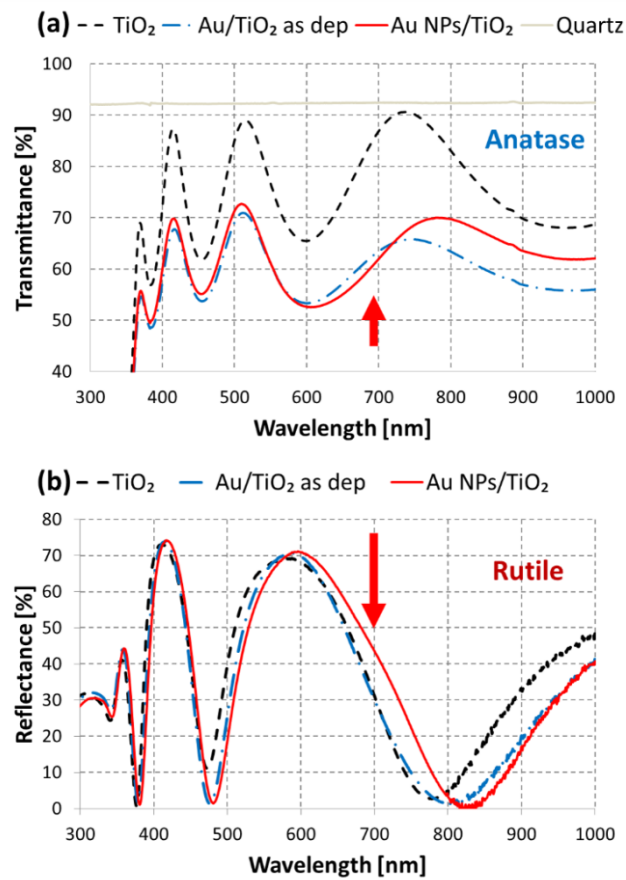 (a) TiO₂ Au/TiO₂ as dep Au NPs/TiO₂ Quartz
100
90
80
70
60
50
40
Transmittance [%]
Anatase
300 400 500 600 700 800 900 1000
Wavelength [nm]
(b) TiO₂ Au/TiO₂ as dep Au NPs/TiO₂
80
70
60
50
40
30
20
10
0
Reflectance [%]
Rutile
300 400 500 600 700 800 900 1000
Wavelength [nm]